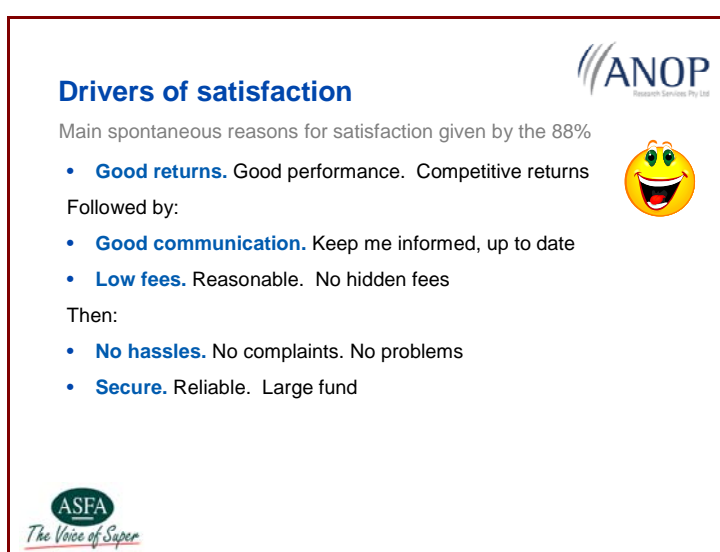 ANOP
Research Services Pty Ltd
Drivers of satisfaction
Main spontaneous reasons for satisfaction given by the 88%
• Good returns. Good performance.  Competitive returns
Followed by:
• Good communication. Keep me informed, up to date
• Low fees. Reasonable.  No hidden fees
Then:
• No hassles. No complaints. No problems
• Secure. Reliable.  Large fund
ASFA
The Voice of Super